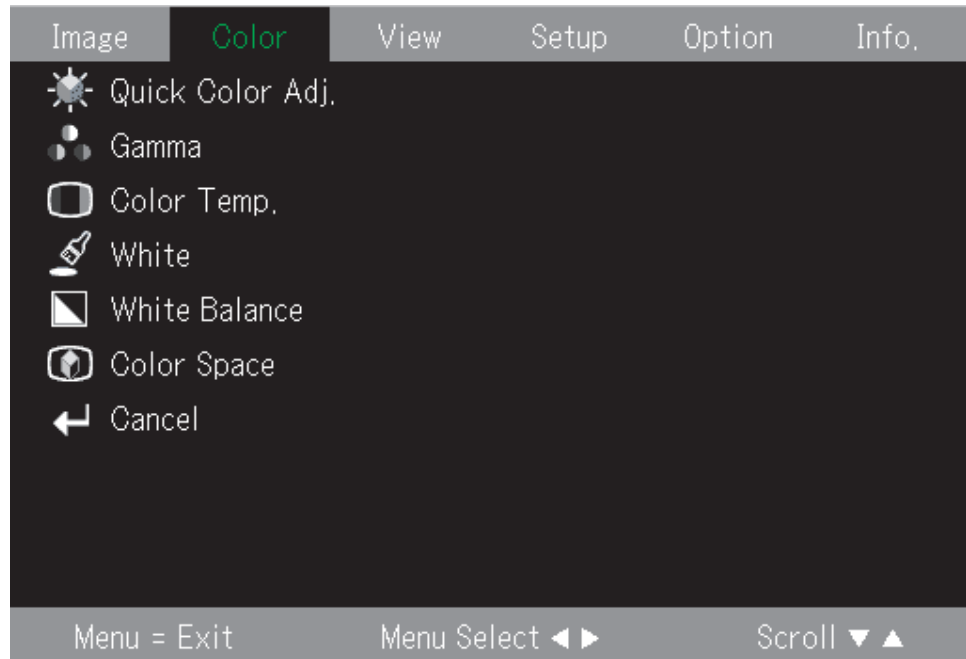 Image Color View Setup Option Info.
Quick Color Adj.
Gamma
Color Temp.
White
White Balance
Color Space
Cancel
Menu = Exit Menu Select ◀ ▶ Scroll ▼ ▲